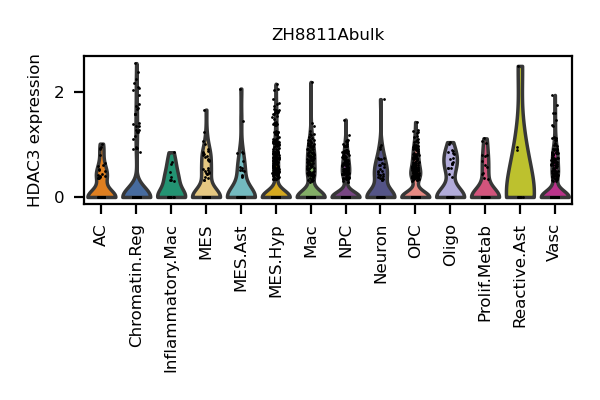 ZH8811Abulk
HDAC3 expression
2
0
AC
Chromatin.Reg
Inflammatory.Mac
MES
MES.Ast
MES.Hyp
Mac
NPC
Neuron
OPC
Oligo
Prolif.Metab
Reactive.Ast
Vasc